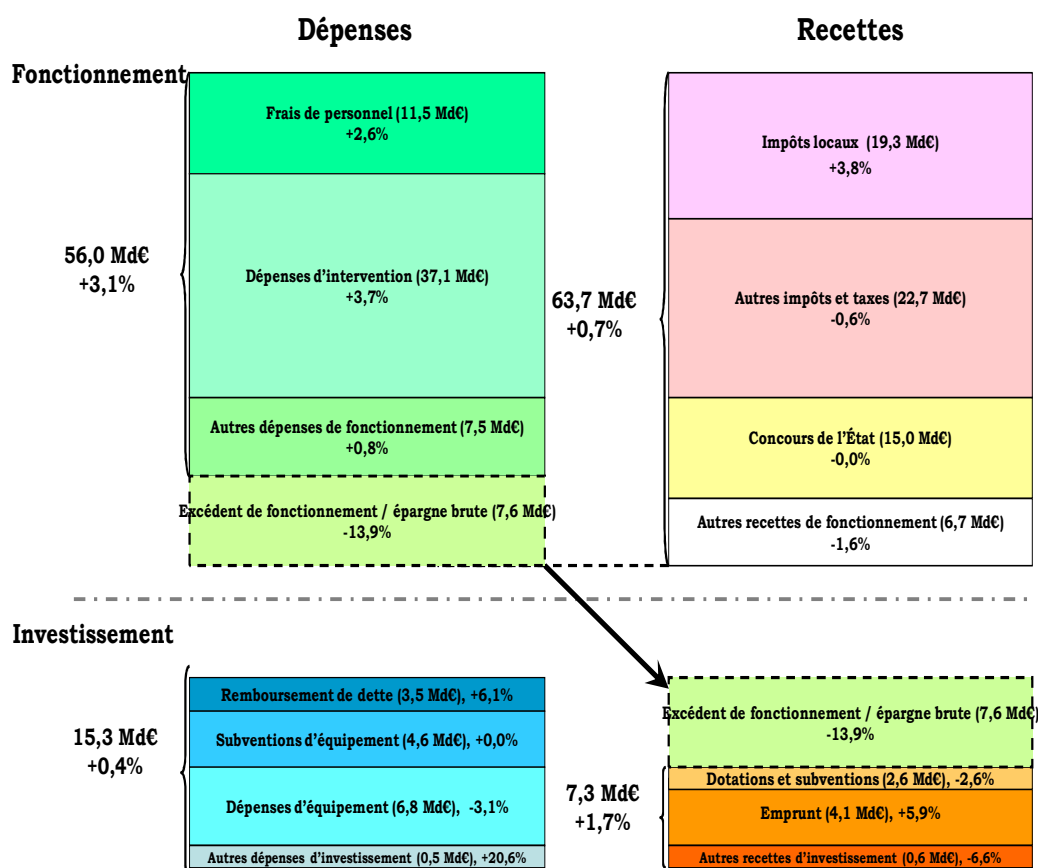 Dépenses
Recettes
Fonctionnement
Frais de personnel (11,5 Md€)
+2,6%
Impôts locaux (19,3 Md€)
+3,8%
56,0 Md€
+3,1%
Dépenses d'intervention (37,1 Md€)
+3,7%
63,7 Md€
+0,7%
Autres impôts et taxes (22,7 Md€)
-0,6%
Autres dépenses de fonctionnement (7,5 Md€)
+0,8%
Concours de l'État (15,0 Md€)
-0,0%
Excédent de fonctionnement / épargne brute (7,6 Md€)
-13,9%
Autres recettes de fonctionnement (6,7 Md€)
-1,6%
Investissement
15,3 Md€
+0,4%
Remboursement de dette (3,5 Md€), +6,1%
Subventions d'équipement (4,6 Md€), +0,0%
Dépenses d'équipement (6,8 Md€), -3,1%
Autres dépenses d'investissement (0,5 Md€), +20,6%
Excédent de fonctionnement / épargne brute (7,6 Md€)
-13,9%
7,3 Md€
+1,7%
Dotations et subventions (2,6 Md€), -2,6%
Emprunt (4,1 Md€), +5,9%
Autres recettes d'investissement (0,6 Md€), -6,6%